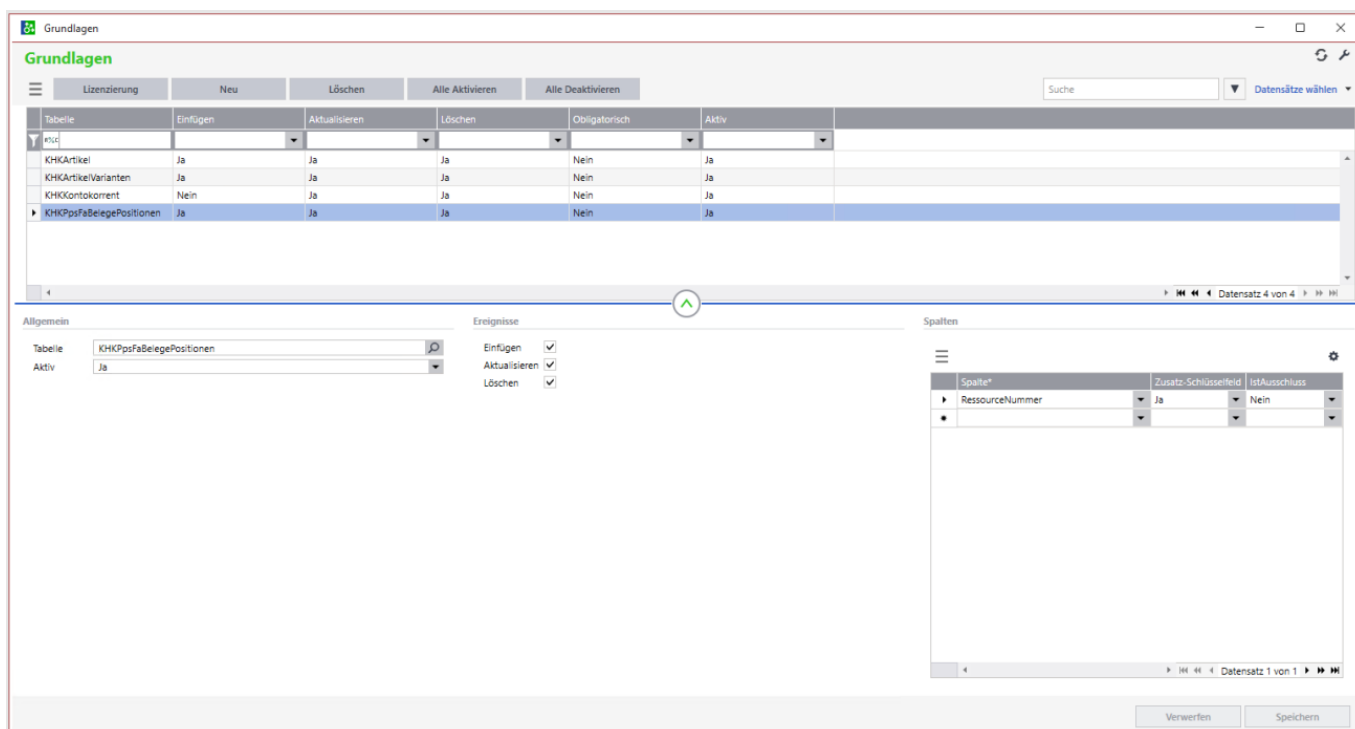 Grundlagen
Grundlagen
Lizenzierung Neu Löschen Alle Aktivieren Alle Deaktivieren Suche Datensätze wählen
Tabelle Einfügen Aktualisieren Löschen Obligatorisch Aktiv
KHKArtikel Ja Ja Ja Nein Ja
KHKArtikelVarianten Ja Ja Ja Nein Ja
KHKKontokorrent Nein Ja Ja Nein Ja
KHKPpsFaBelegePositionen Ja Ja Ja Nein Ja
Datensatz 4 von 4
Allgemein Ereignisse Spalten
Tabelle KHKPpsFaBelegePositionen Einfügen
Aktiv Ja Aktualisieren
Löschen
Spalte* Zusatz-Schlüsselfeld IstAusschluss
RessourceNummer Ja Nein
Datensatz 1 von 1
Verwerfen Speichern